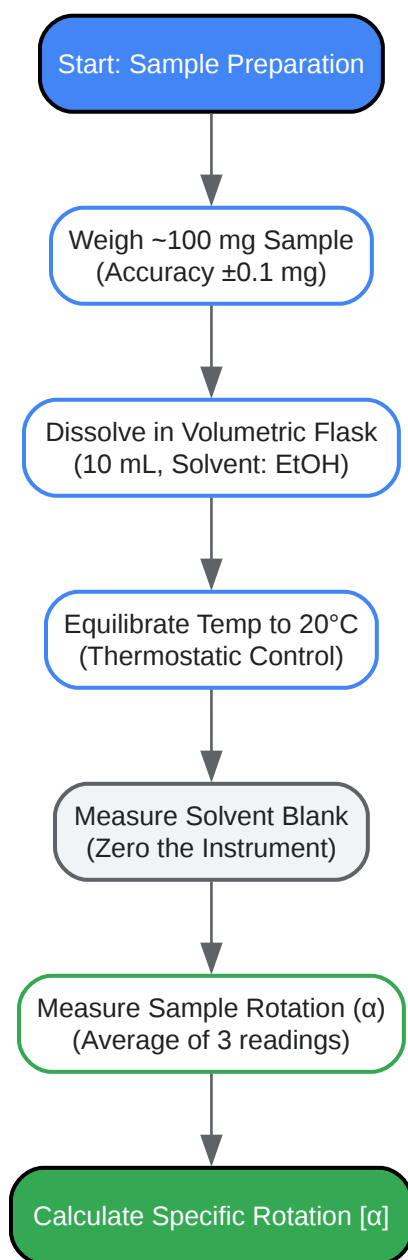 Start: Sample Preparation
Weigh ~100 mg Sample
(Accuracy ±0.1 mg)
Dissolve in Volumetric Flask
(10 mL, Solvent: EtOH)
Equilibrate Temp to 20°C
(Thermostatic Control)
Measure Solvent Blank
(Zero the Instrument)
Measure Sample Rotation (α)
(Average of 3 readings)
Calculate Specific Rotation [α]